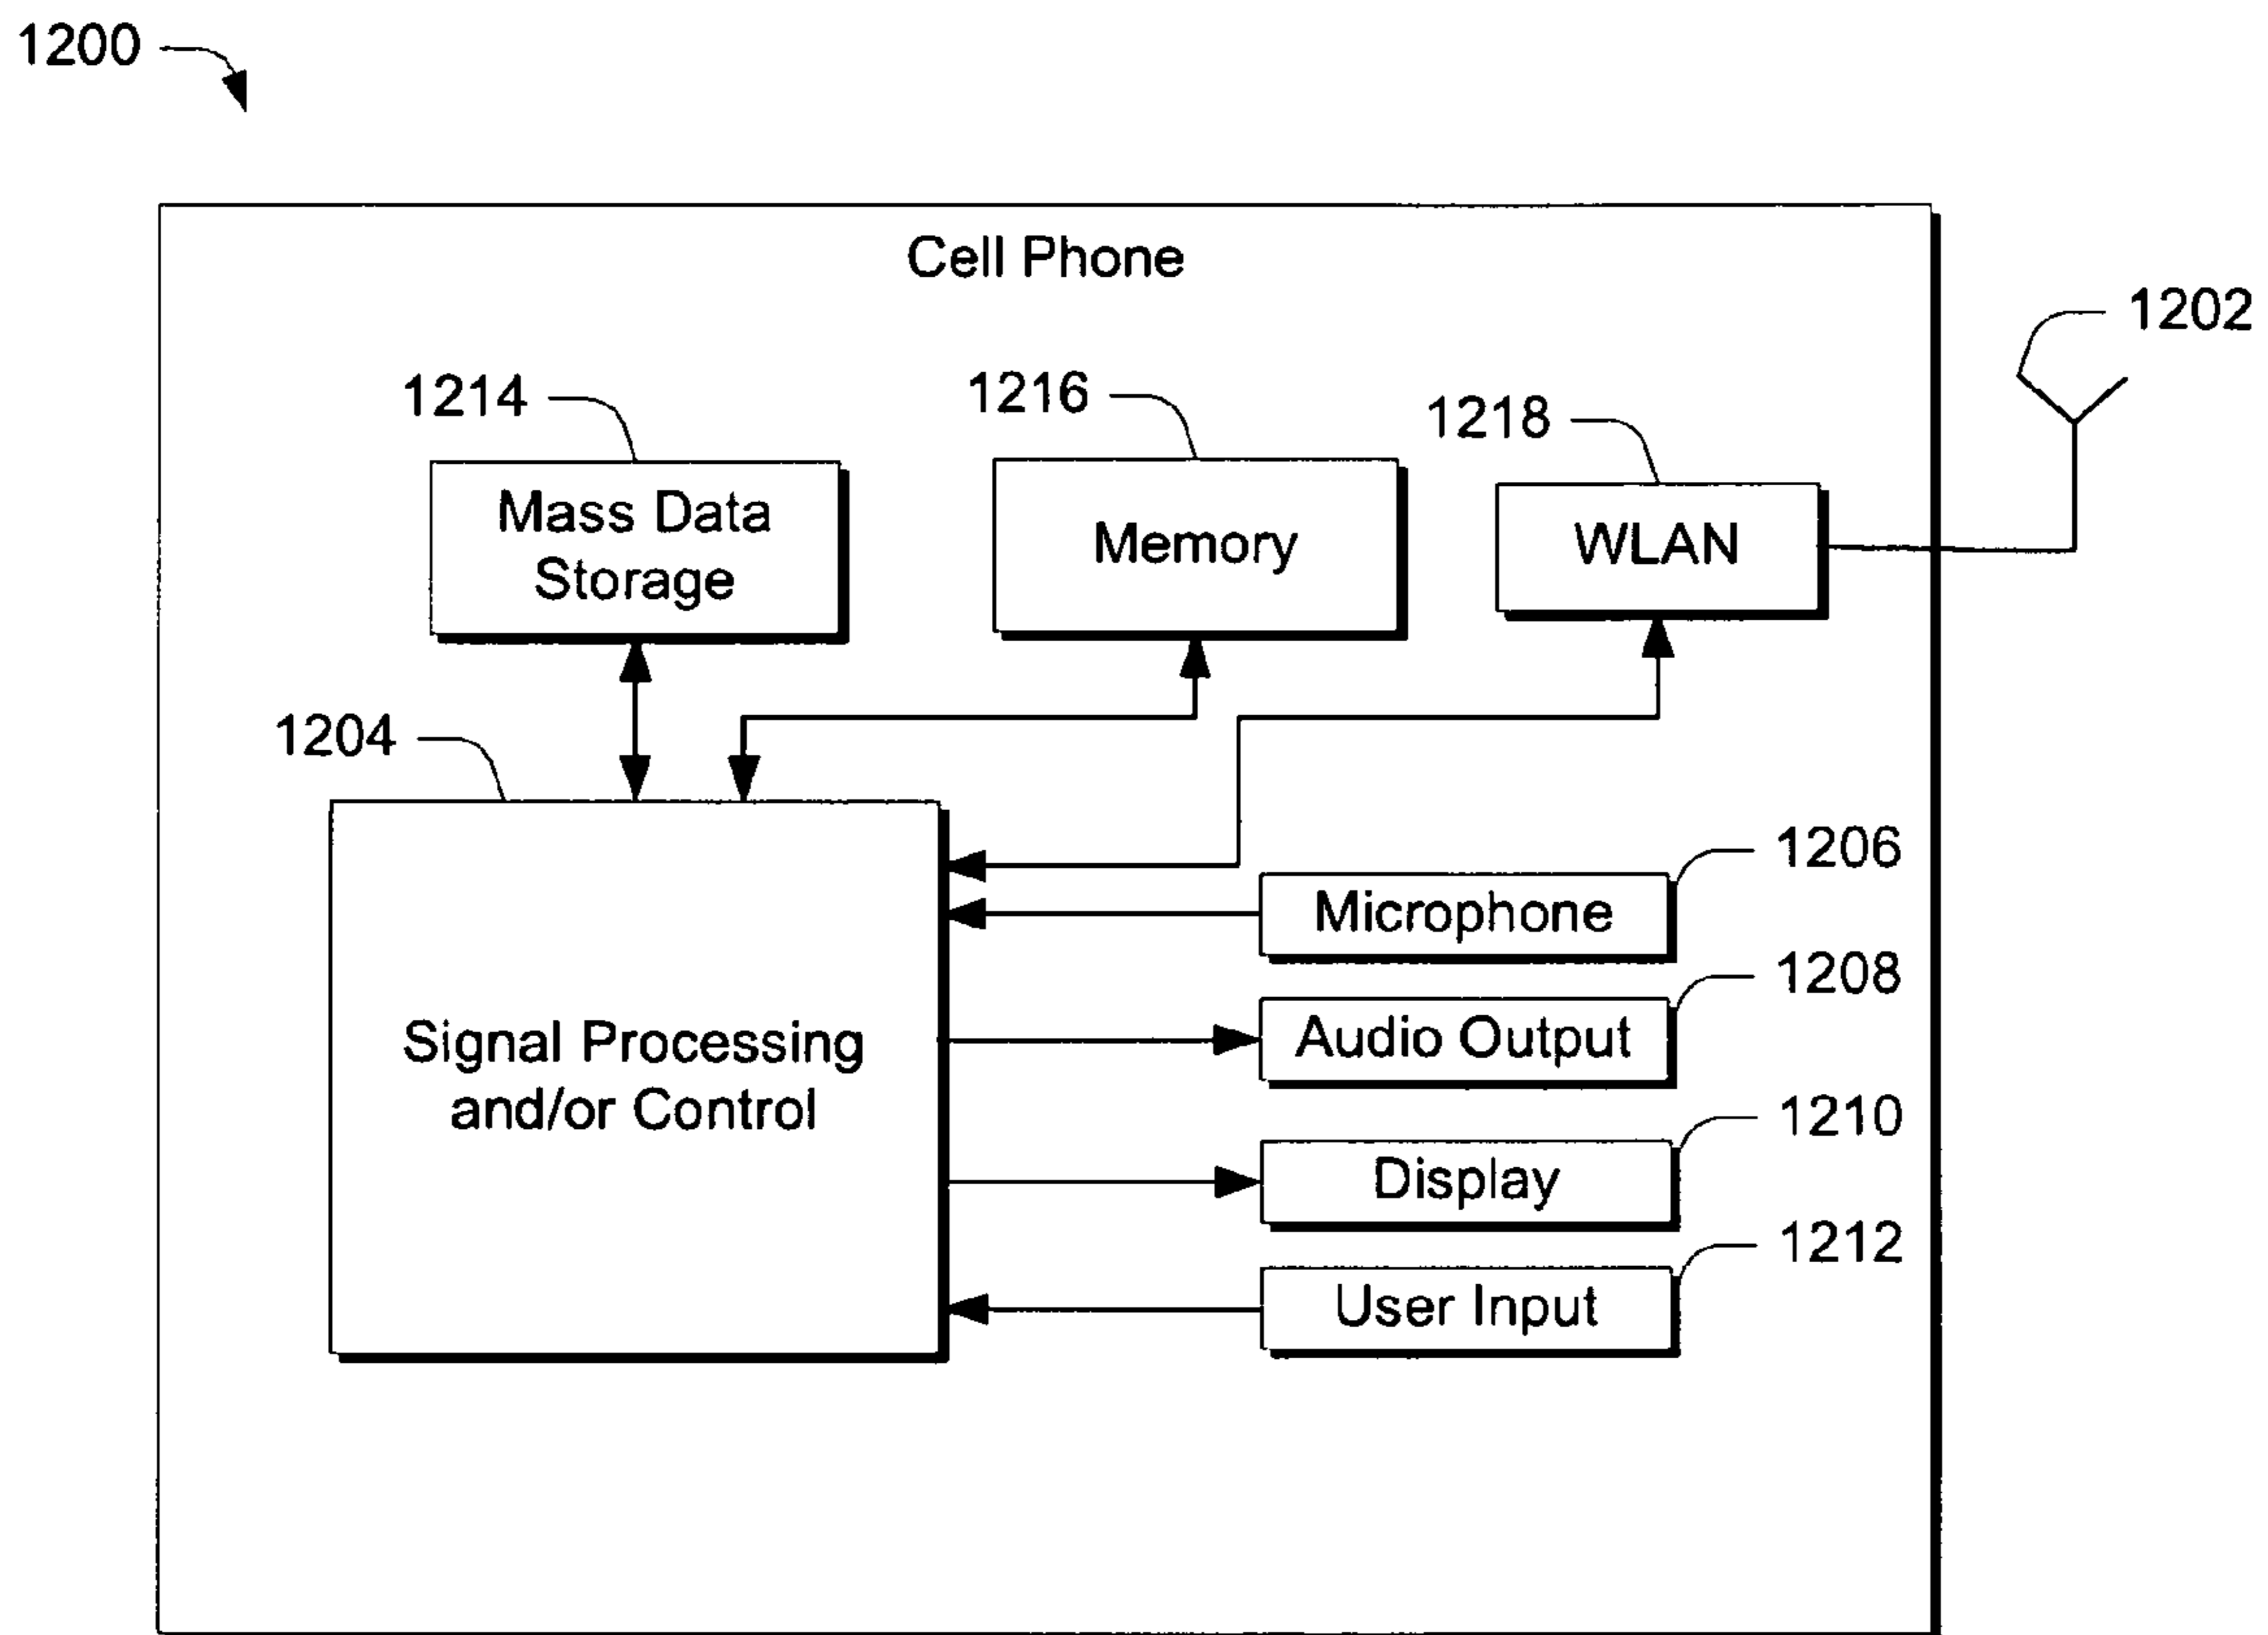 1200
Cell Phone
1202
1214
1216
1218
Mass Data
Storage
Memory
WLAN
1204
1206
Microphone
1208
Signal Processing
and/or Control
Audio Output
1210
Display
1212
User Input